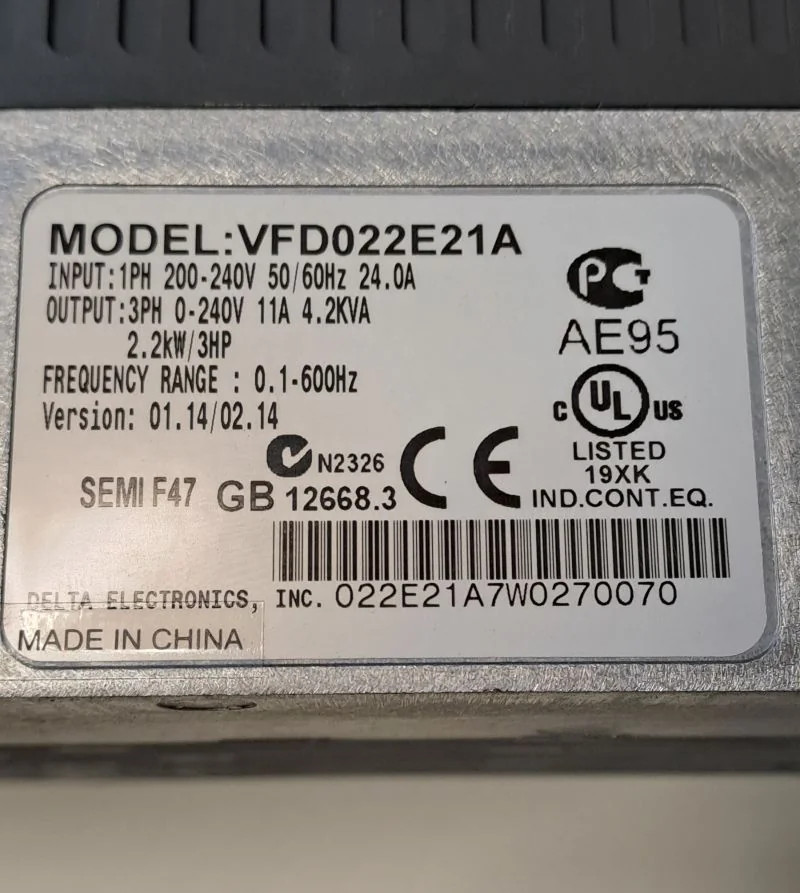 MODEL:VFD022E21A
INPUT:1PH 200-240V 50/60Hz 24.0A
OUTPUT:3PH 0-240V 11A 4.2KVA
2.2kW/3HP
FREQUENCY RANGE : 0.1-600Hz
Version: 01.14/02.14
PCT
AE95
C UL US
LISTED
19XK
IND.CONT.EQ.
N2326
CE
SEMI F47 GB 12668.3
DELTA ELECTRONICS, INC. 022E21A7W0270070
MADE IN CHINA